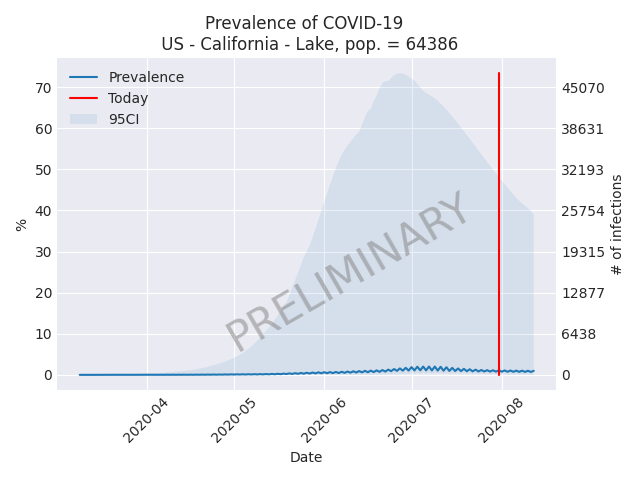 Prevalence of COVID-19
US - California - Lake, pop. = 64386
Prevalence
Today
95CI
70
60
50
40
30
20
10
0
%
45070
38631
32193
25754
19315
12877
6438
0
# of infections
PRELIMINARY
2020-04
2020-05
2020-06
2020-07
2020-08
Date